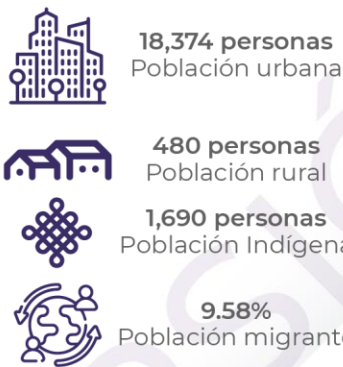 18,374 personas
Población urbana
480 personas
Población rural
1,690 personas
Población Indígena
9.58%
Población migrante